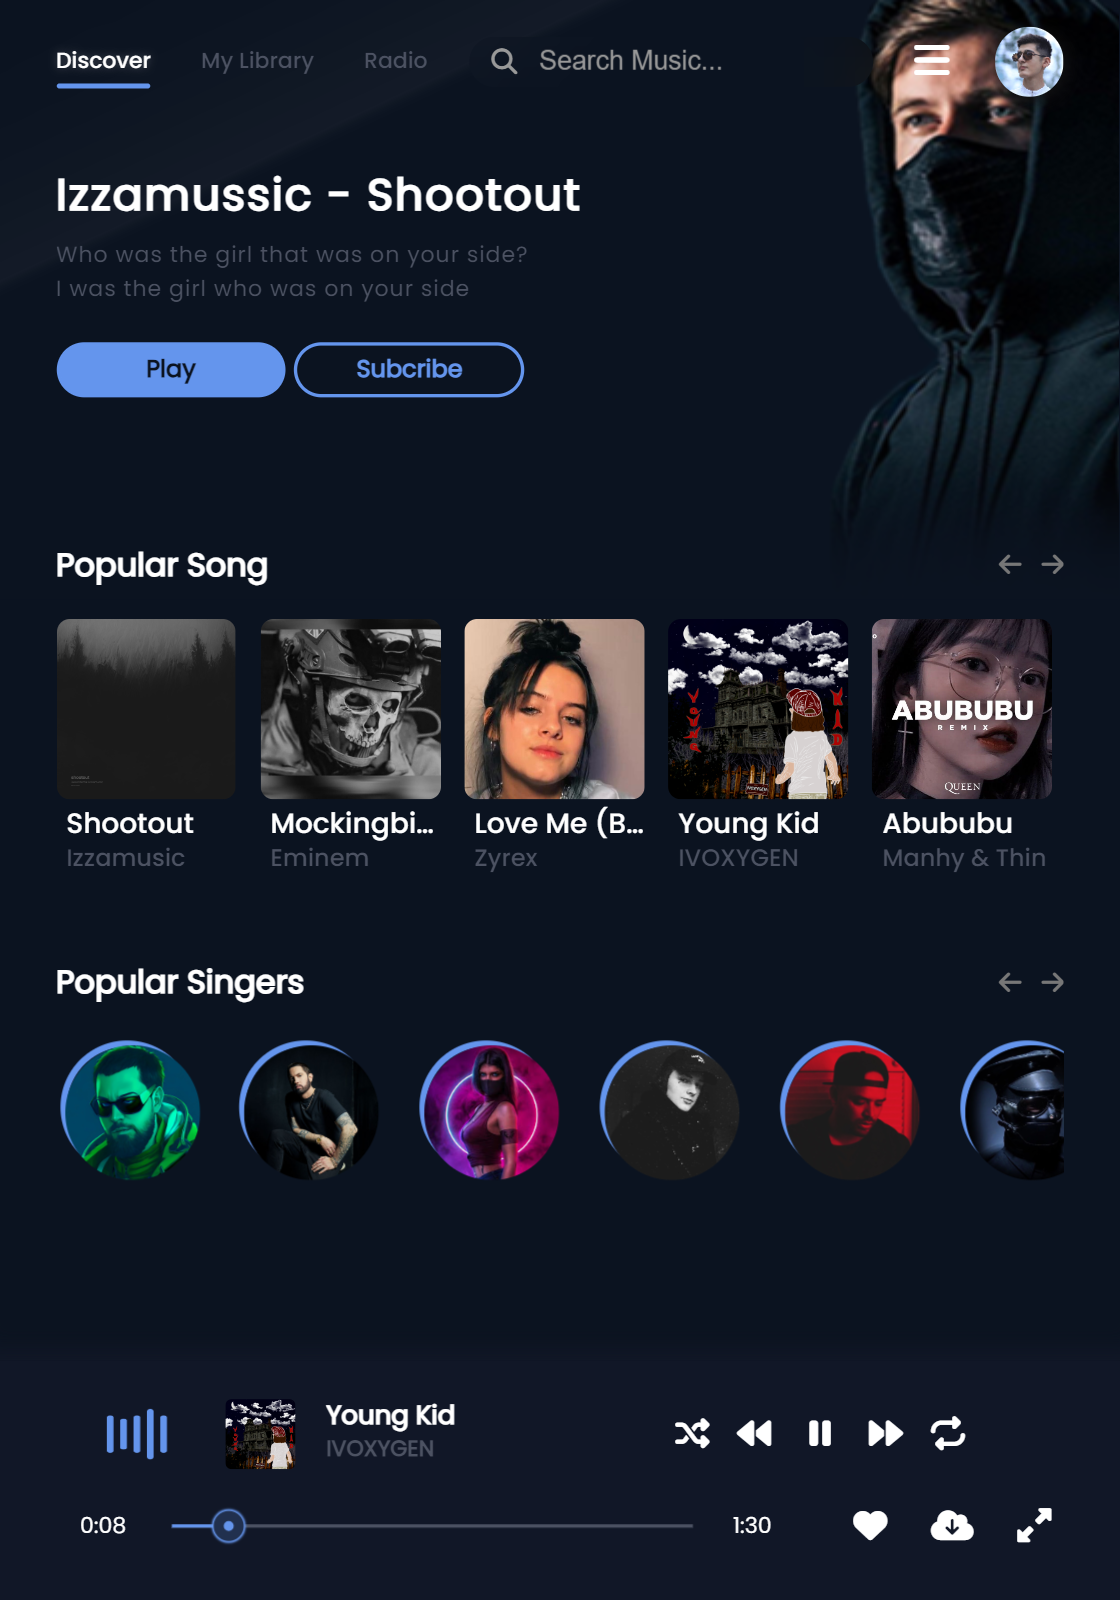 Discover
My Library
Radio
Search Music...
Izzamussic - Shootout
Who was the girl that was on your side?
I was the girl who was on your side
Play
Subcribe
Popular Song
ABUBUBU
REMIX
QUEEN
Shootout
Izzamusic
Mockingbi...
Eminem
Love Me (B...
Zyrex
Young Kid
IVOXYGEN
Abububu
Manhy & Thin
Popular Singers
Young Kid
IVOXYGEN
0:08
1:30